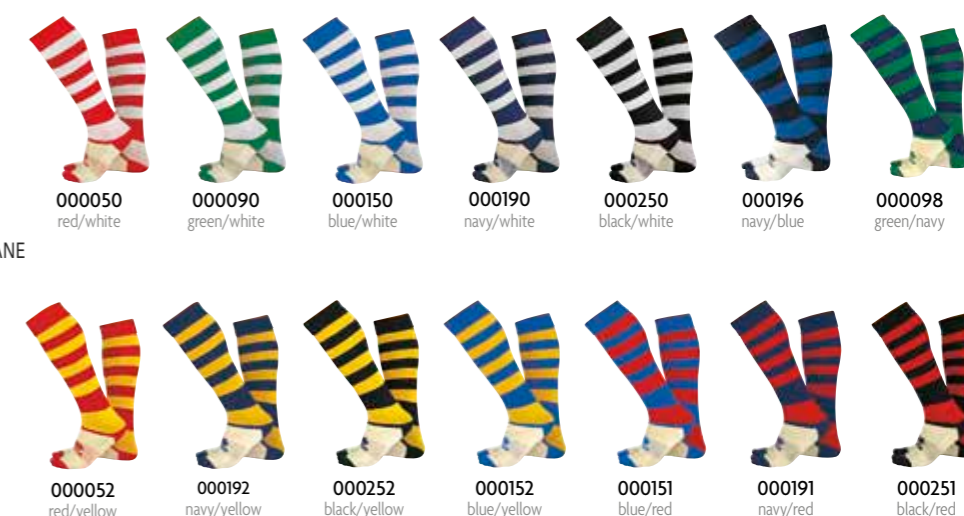 000050 000090 000150 000190 000250 000196 000098
red/white green/white blue/white navy/white black/white navy/blue green/navy
ANE
000052 000192 000252 000152 000151 000191 000251
red/yellow navy/yellow black/yellow blue/yellow blue/red navy/red black/red